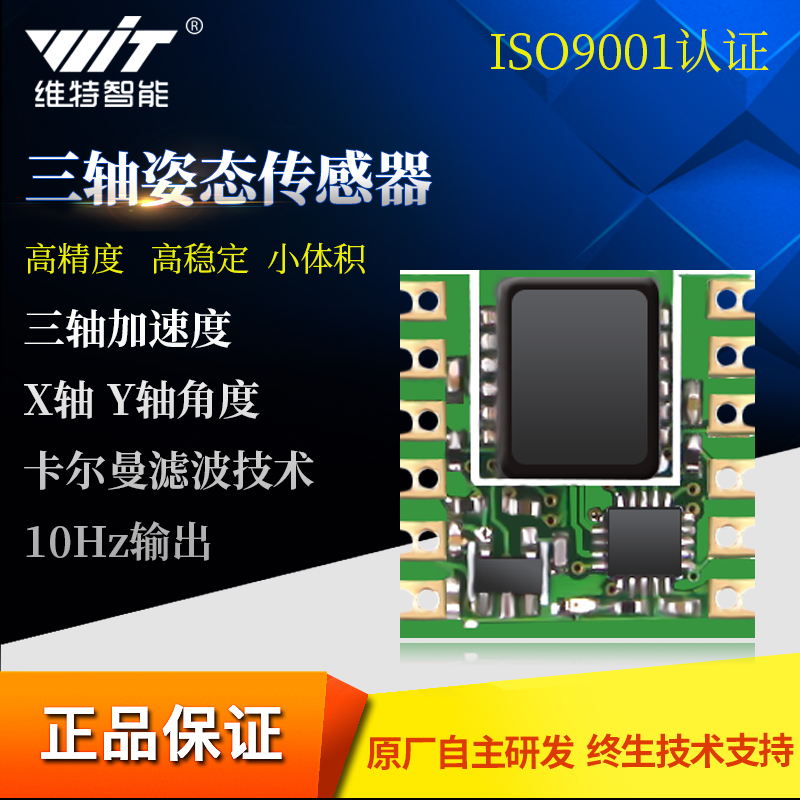 WIT®
维特智能
ISO9001认证
三轴姿态传感器
高精度 高稳定 小体积
三轴加速度
X轴 Y轴角度
卡尔曼滤波技术
10Hz输出
正品保证
原厂自主研发 终生技术支持